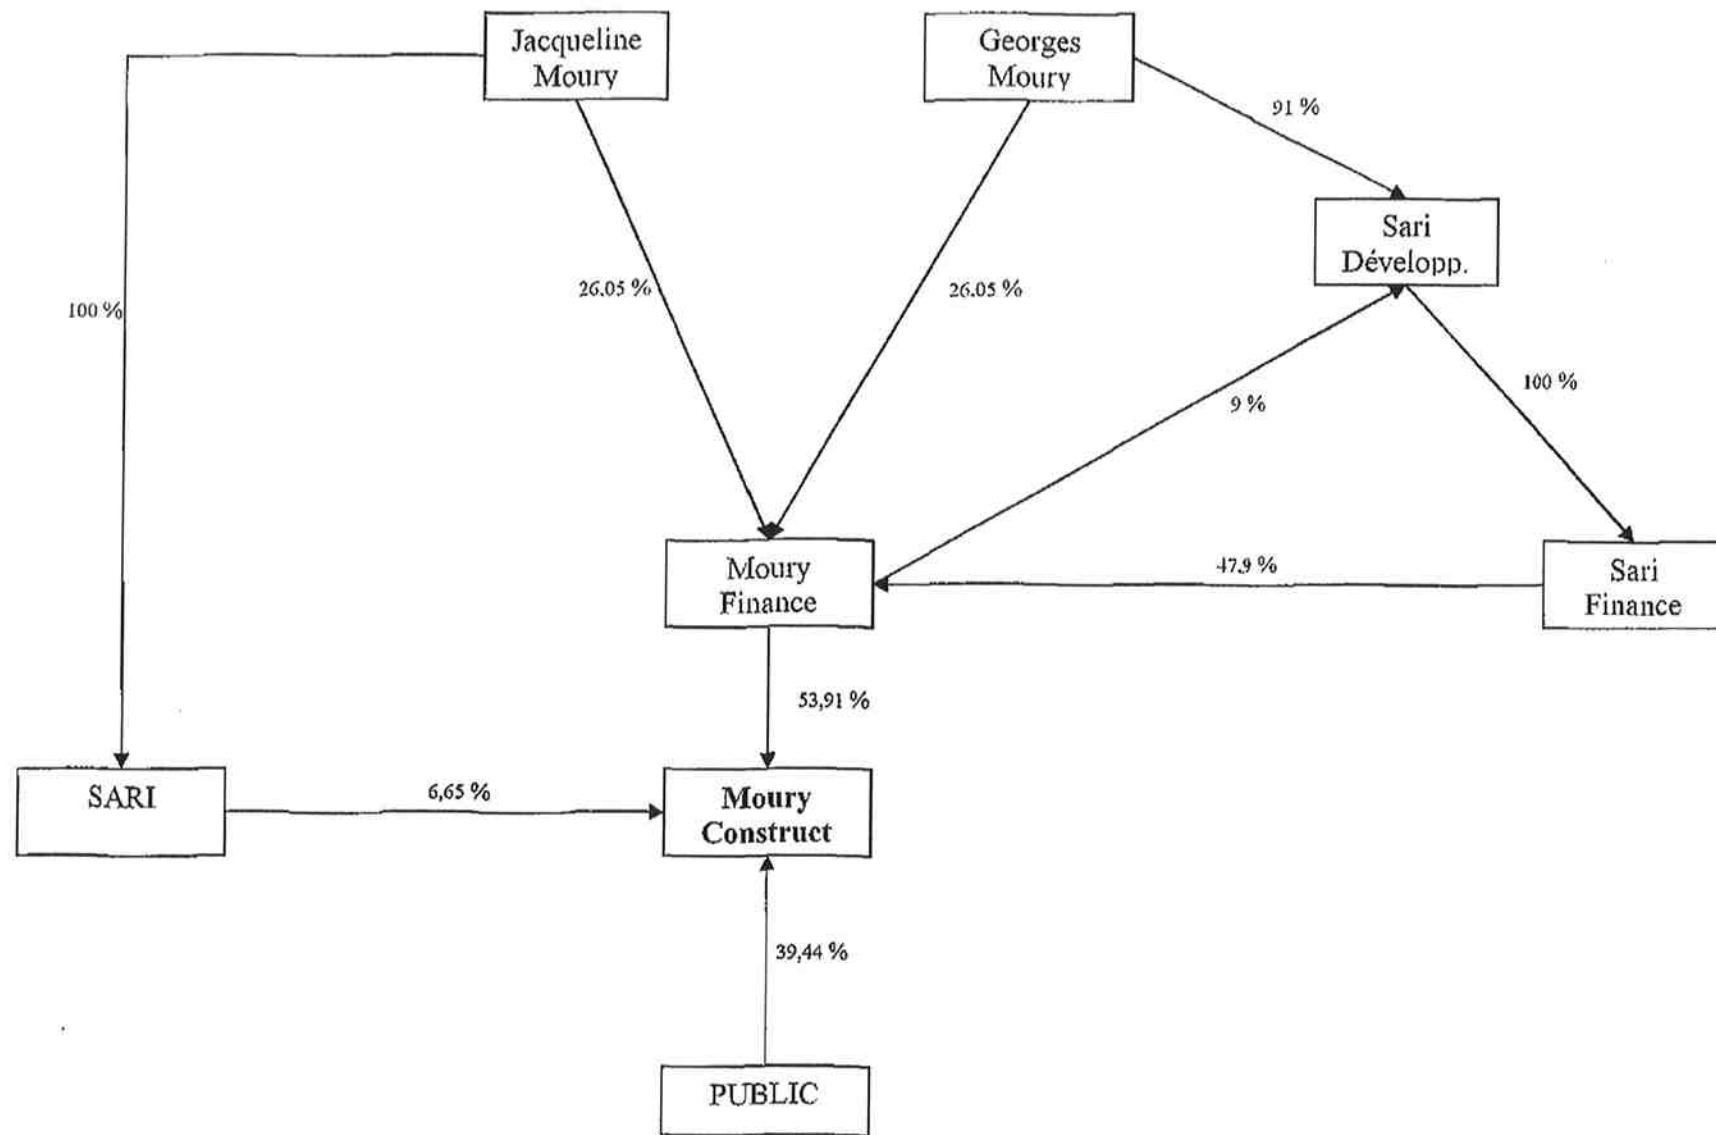 Jacqueline
Moury
Georges
Moury
91 %
Sari
Développ.
100 %
26.05 %
26.05 %
9 %
100 %
Moury
Finance
47.9 %
Sari
Finance
53,91 %
SARI
6,65 %
Moury
Construct
39,44 %
PUBLIC